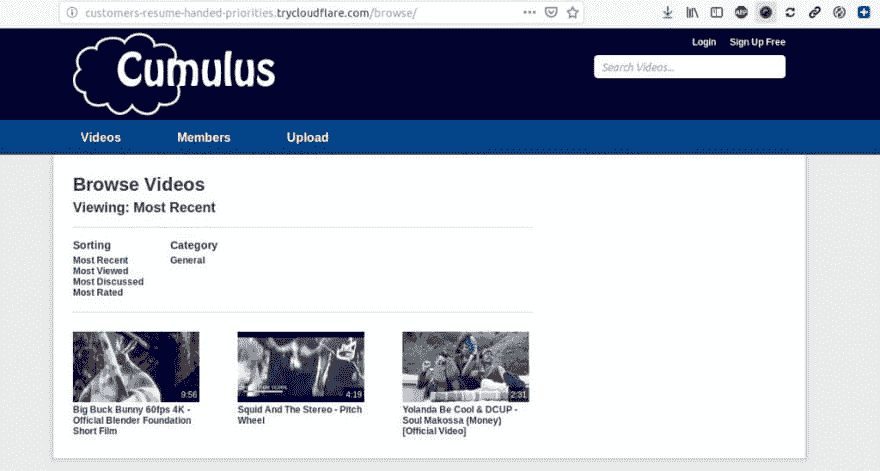 customers-resume-handed-priorities.trycloudflare.com/browse/
Cumulus
Login Sign Up Free
Search Videos...
Videos Members Upload
Browse Videos
Viewing: Most Recent
Sorting Category
Most Recent General
Most Viewed
Most Discussed
Most Rated
9:56 4:19 2:31
Big Buck Bunny 60fps 4K - Squid And The Stereo - Pitch Yolanda Be Cool & DCUP -
Official Blender Foundation Wheel Soul Makossa (Money)
Short Film [Official Video]